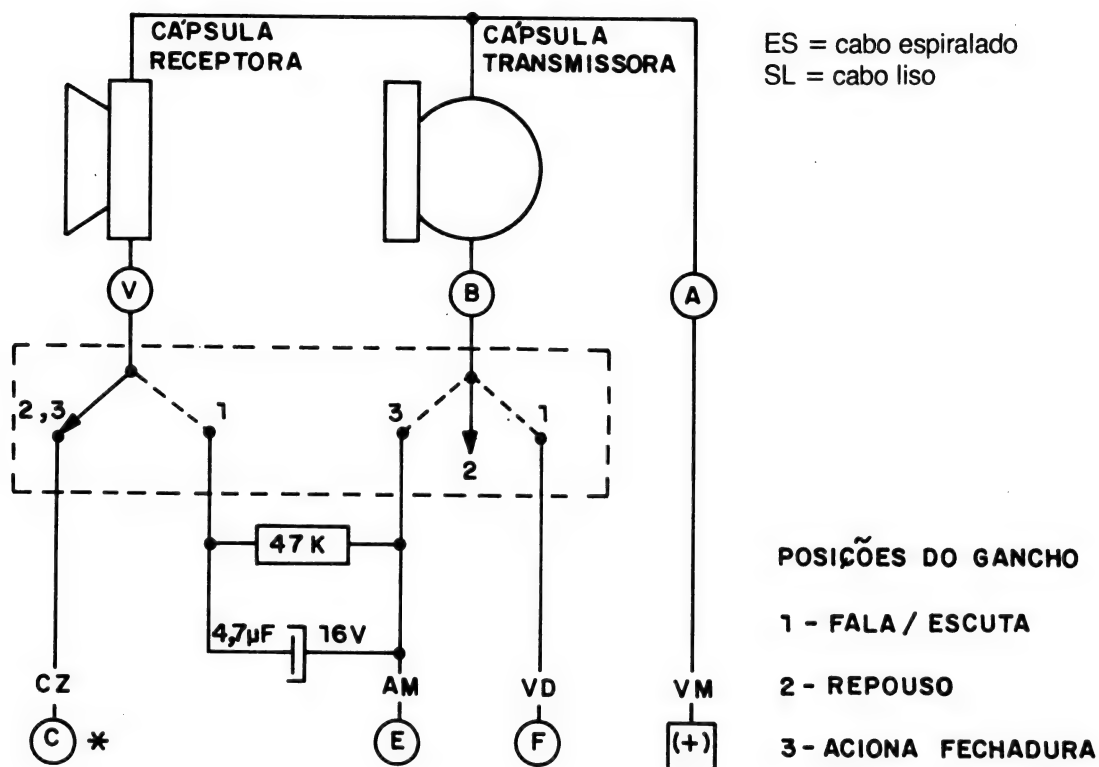 CÁPSULA
RECEPTORA
CÁPSULA
TRANSMISSORA
ES = cabo espiralado
SL = cabo liso
V
B
A
2,3
1
3
1
2
47K
4,7µF
16V
CZ
AM
VD
VM
C *
E
F
(+)
POSIÇÕES DO GANCHO
1 - FALA / ESCUTA
2 - REPOUSO
3 - ACIONA FECHADURA